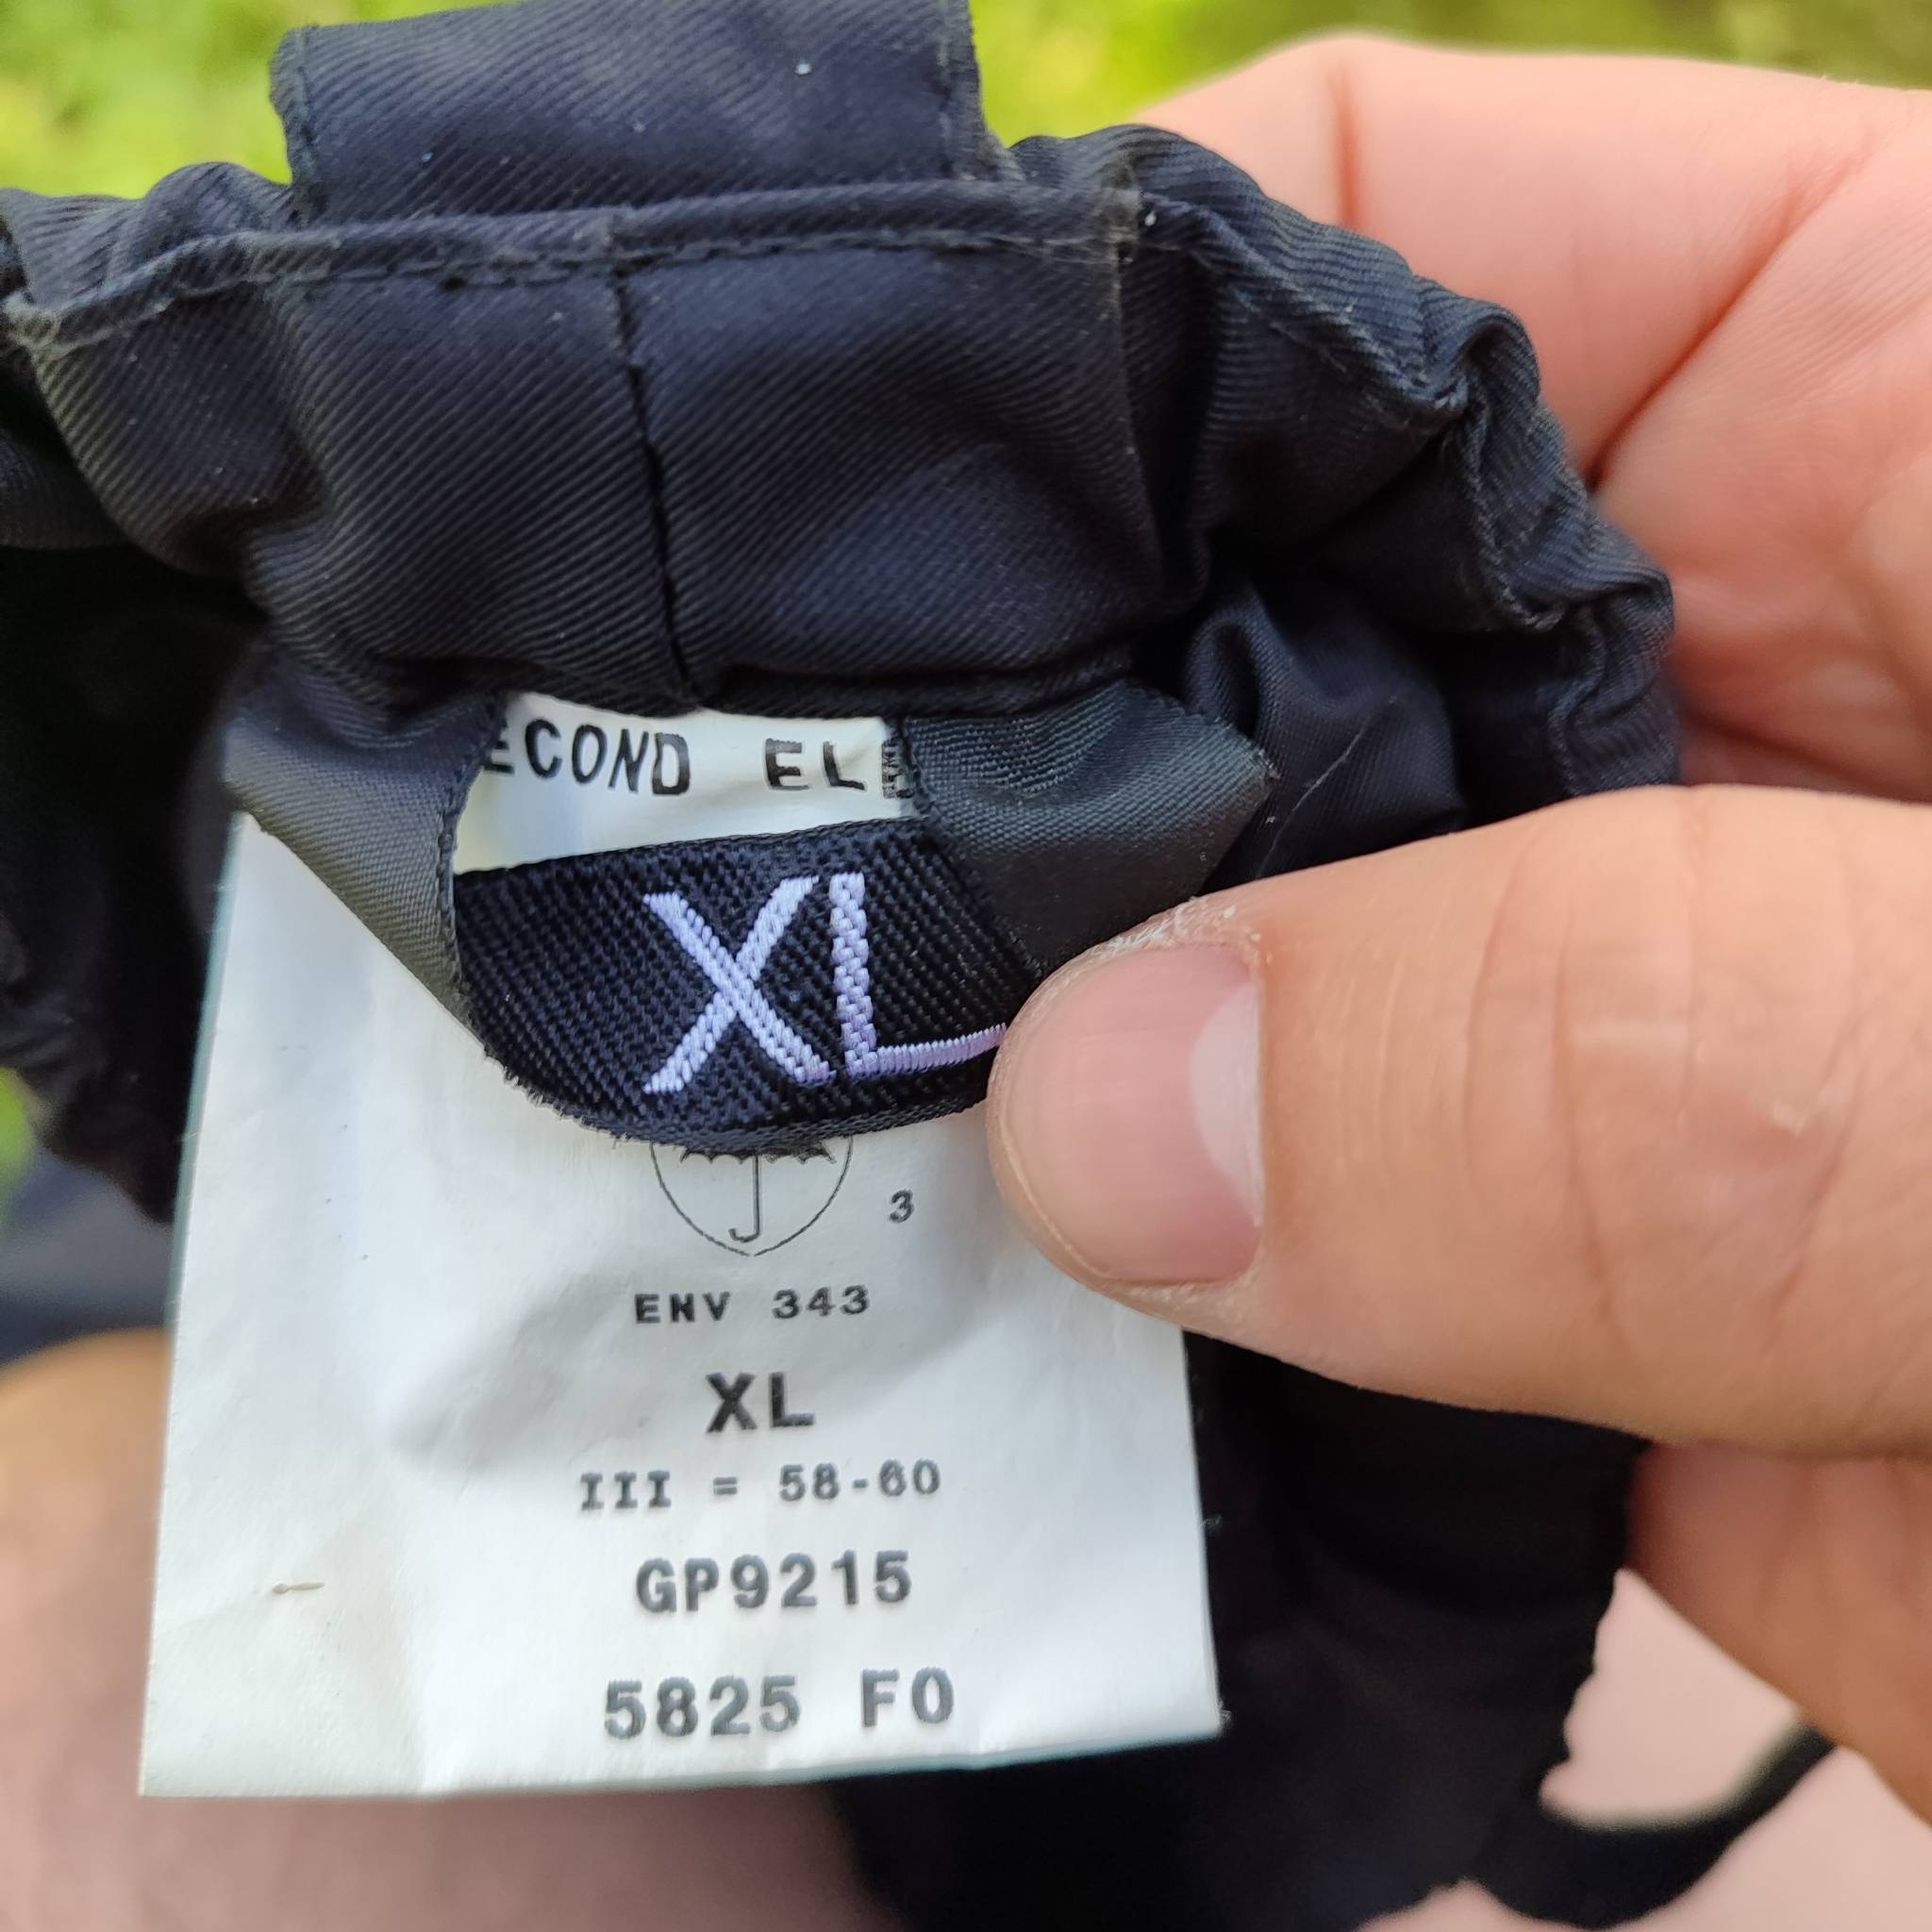 ECOND EL
XL
3
ENV 343
XL
III = 58-60
GP9215
5825 FO